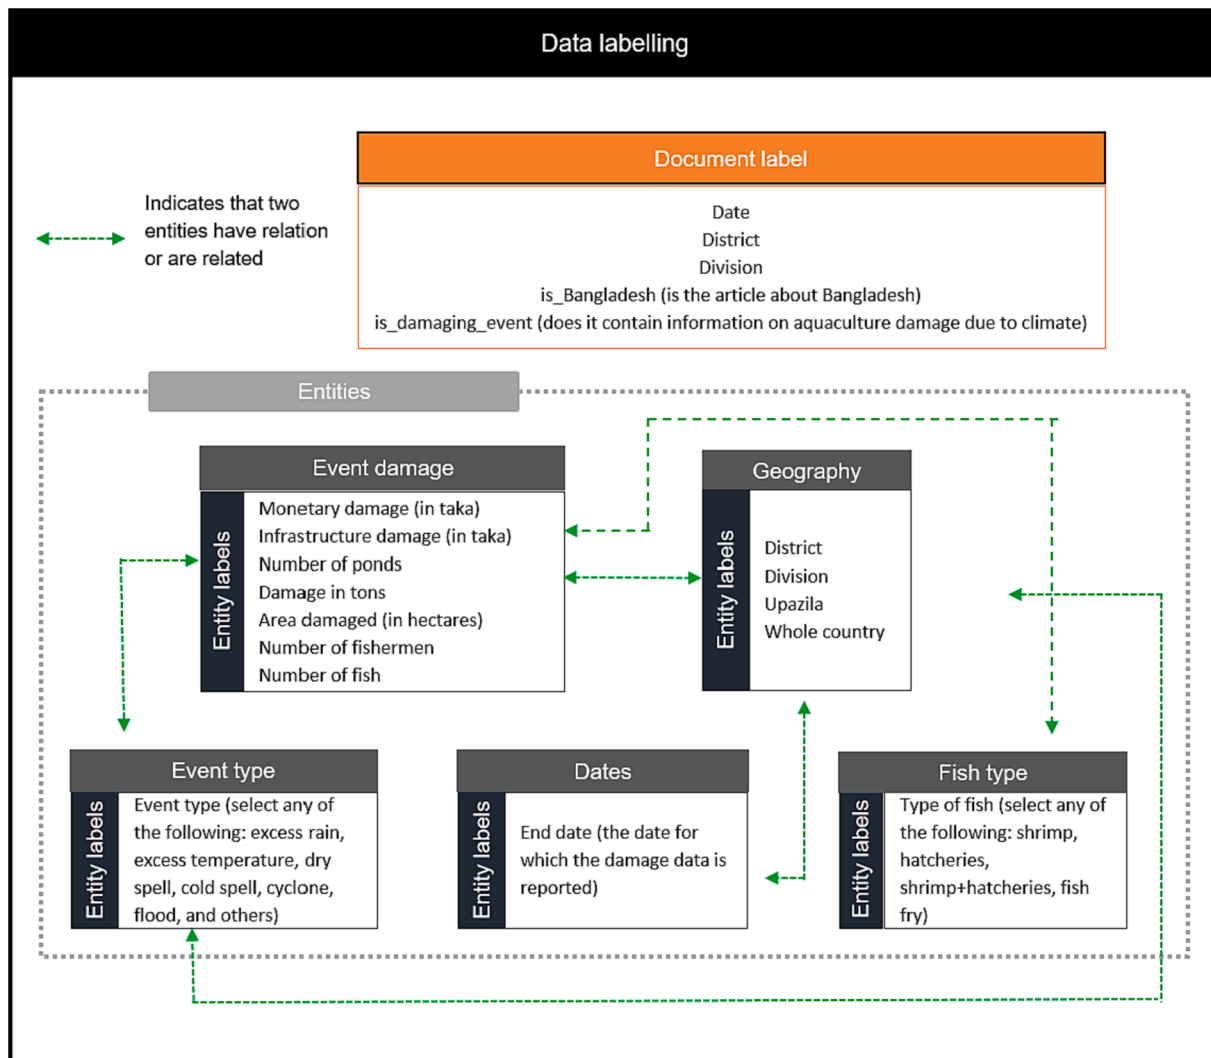 Data labelling
Document label
Date
District
Division
is_Bangladesh (is the article about Bangladesh)
is_damaging_event (does it contain information on aquaculture damage due to climate)
Indicates that two
entities have relation
or are related
Entities
Event damage
Entity labels
Monetary damage (in taka)
Infrastructure damage (in taka)
Number of ponds
Damage in tons
Area damaged (in hectares)
Number of fishermen
Number of fish
Geography
Entity labels
District
Division
Upazila
Whole country
Event type
Entity labels
Event type (select any of
the following: excess rain,
excess temperature, dry
spell, cold spell, cyclone,
flood, and others)
Dates
Entity labels
End date (the date for
which the damage data is
reported)
Fish type
Entity labels
Type of fish (select any of
the following: shrimp,
hatcheries,
shrimp+hatcheries, fish
fry)